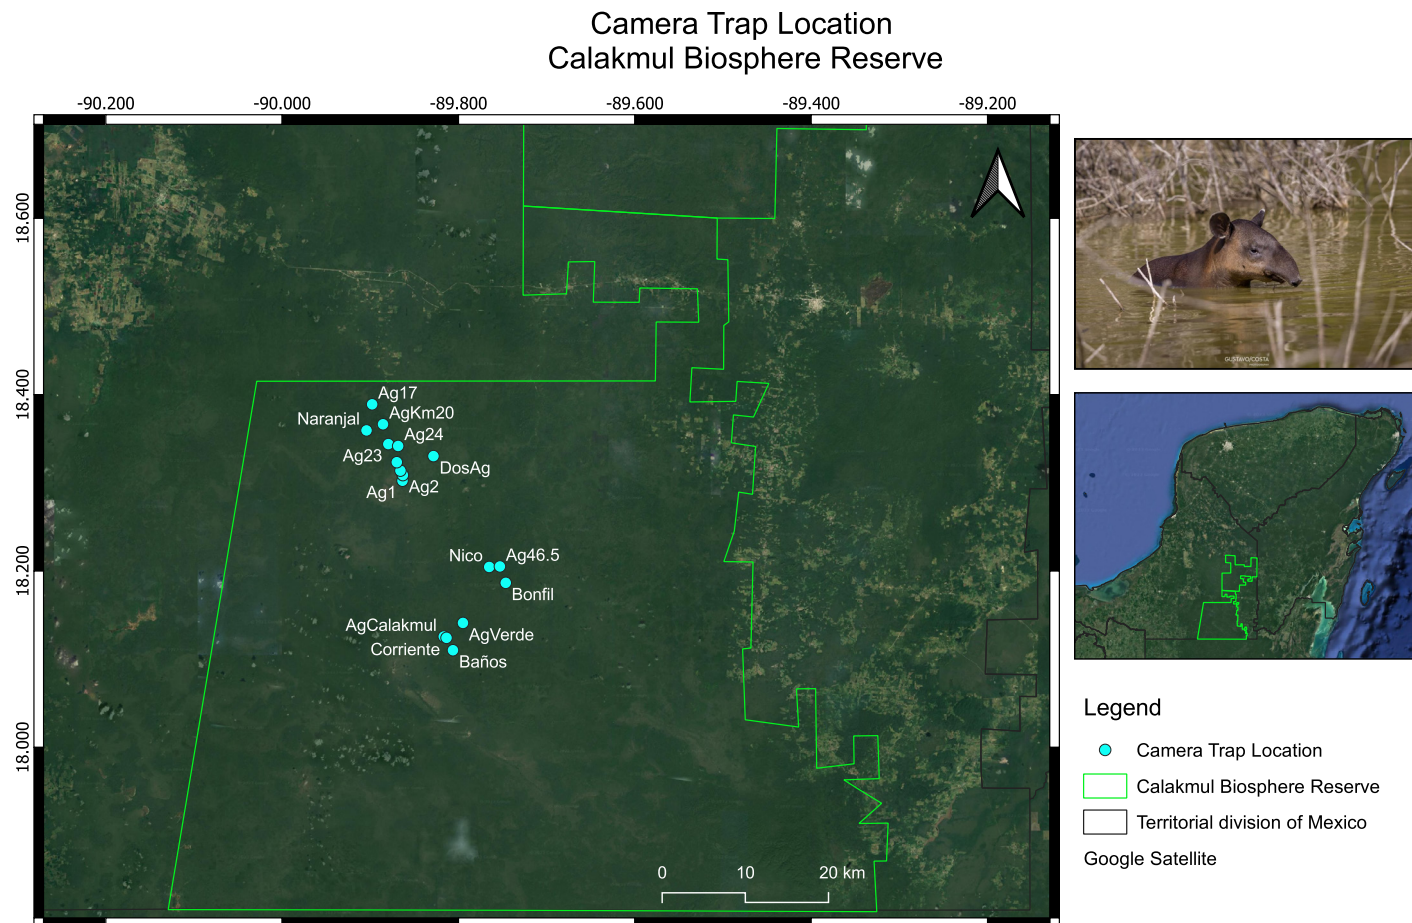 Camera Trap Location
Calakmul Biosphere Reserve
-90.200 -90.000 -89.800 -89.600 -89.400 -89.200
18.600
18.400
18.200
18.000
Ag17
AgKm20
Naranjal
Ag24
Ag23
DosAg
Ag2
Ag1
Nico
Ag46.5
Bonfil
AgCalakmul
AgVerde
Corriente
Baños
0 10 20 km
GUSTAVO/COSTA
Legend
Camera Trap Location
Calakmul Biosphere Reserve
Territorial division of Mexico
Google Satellite